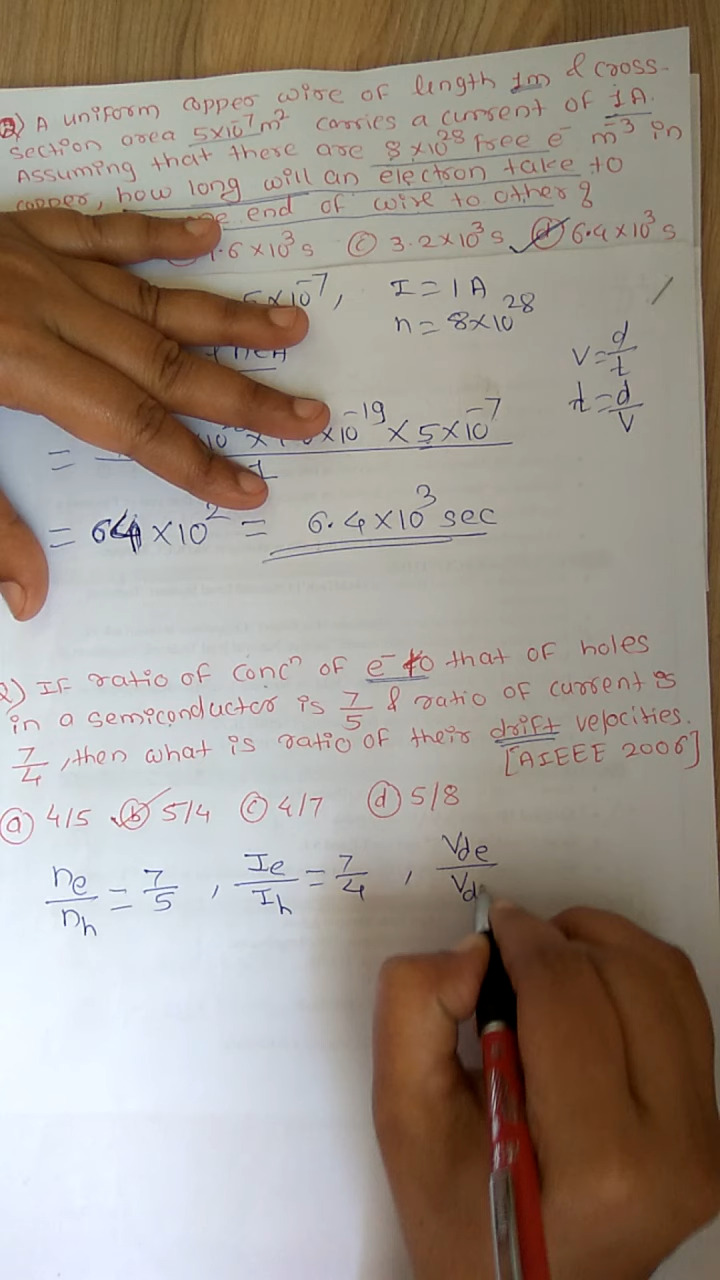 2) A uniform copper wire of length 1m & cross-
section area 5×10⁻⁷m² carries a current of 1A.
Assuming that there are 8×10²⁸ free e⁻ m⁻³ in
copper, how long will an electron take to
end of wire to other ?
.6×10³s ⓒ 3.2×10³s ⓓ 6.4×10³s
5×10⁻⁷, I = 1A
n = 8×10²⁸
neA
V = d/t
t = d/V
= ×10⁻¹⁹ × 5×10⁻⁷
1
= 64×10² = 6.4×10³ sec
2) If ratio of concⁿ of e⁻ to that of holes
in a semiconductor is 7/5 & ratio of current is
7/4, then what is ratio of their drift velocities.
[AIEEE 2006]
ⓐ 4/5 ⓑ 5/4 ⓒ 4/7 ⓓ 5/8
ne/nh = 7/5 , Ie/Ih = 7/4 , Vde/Vd